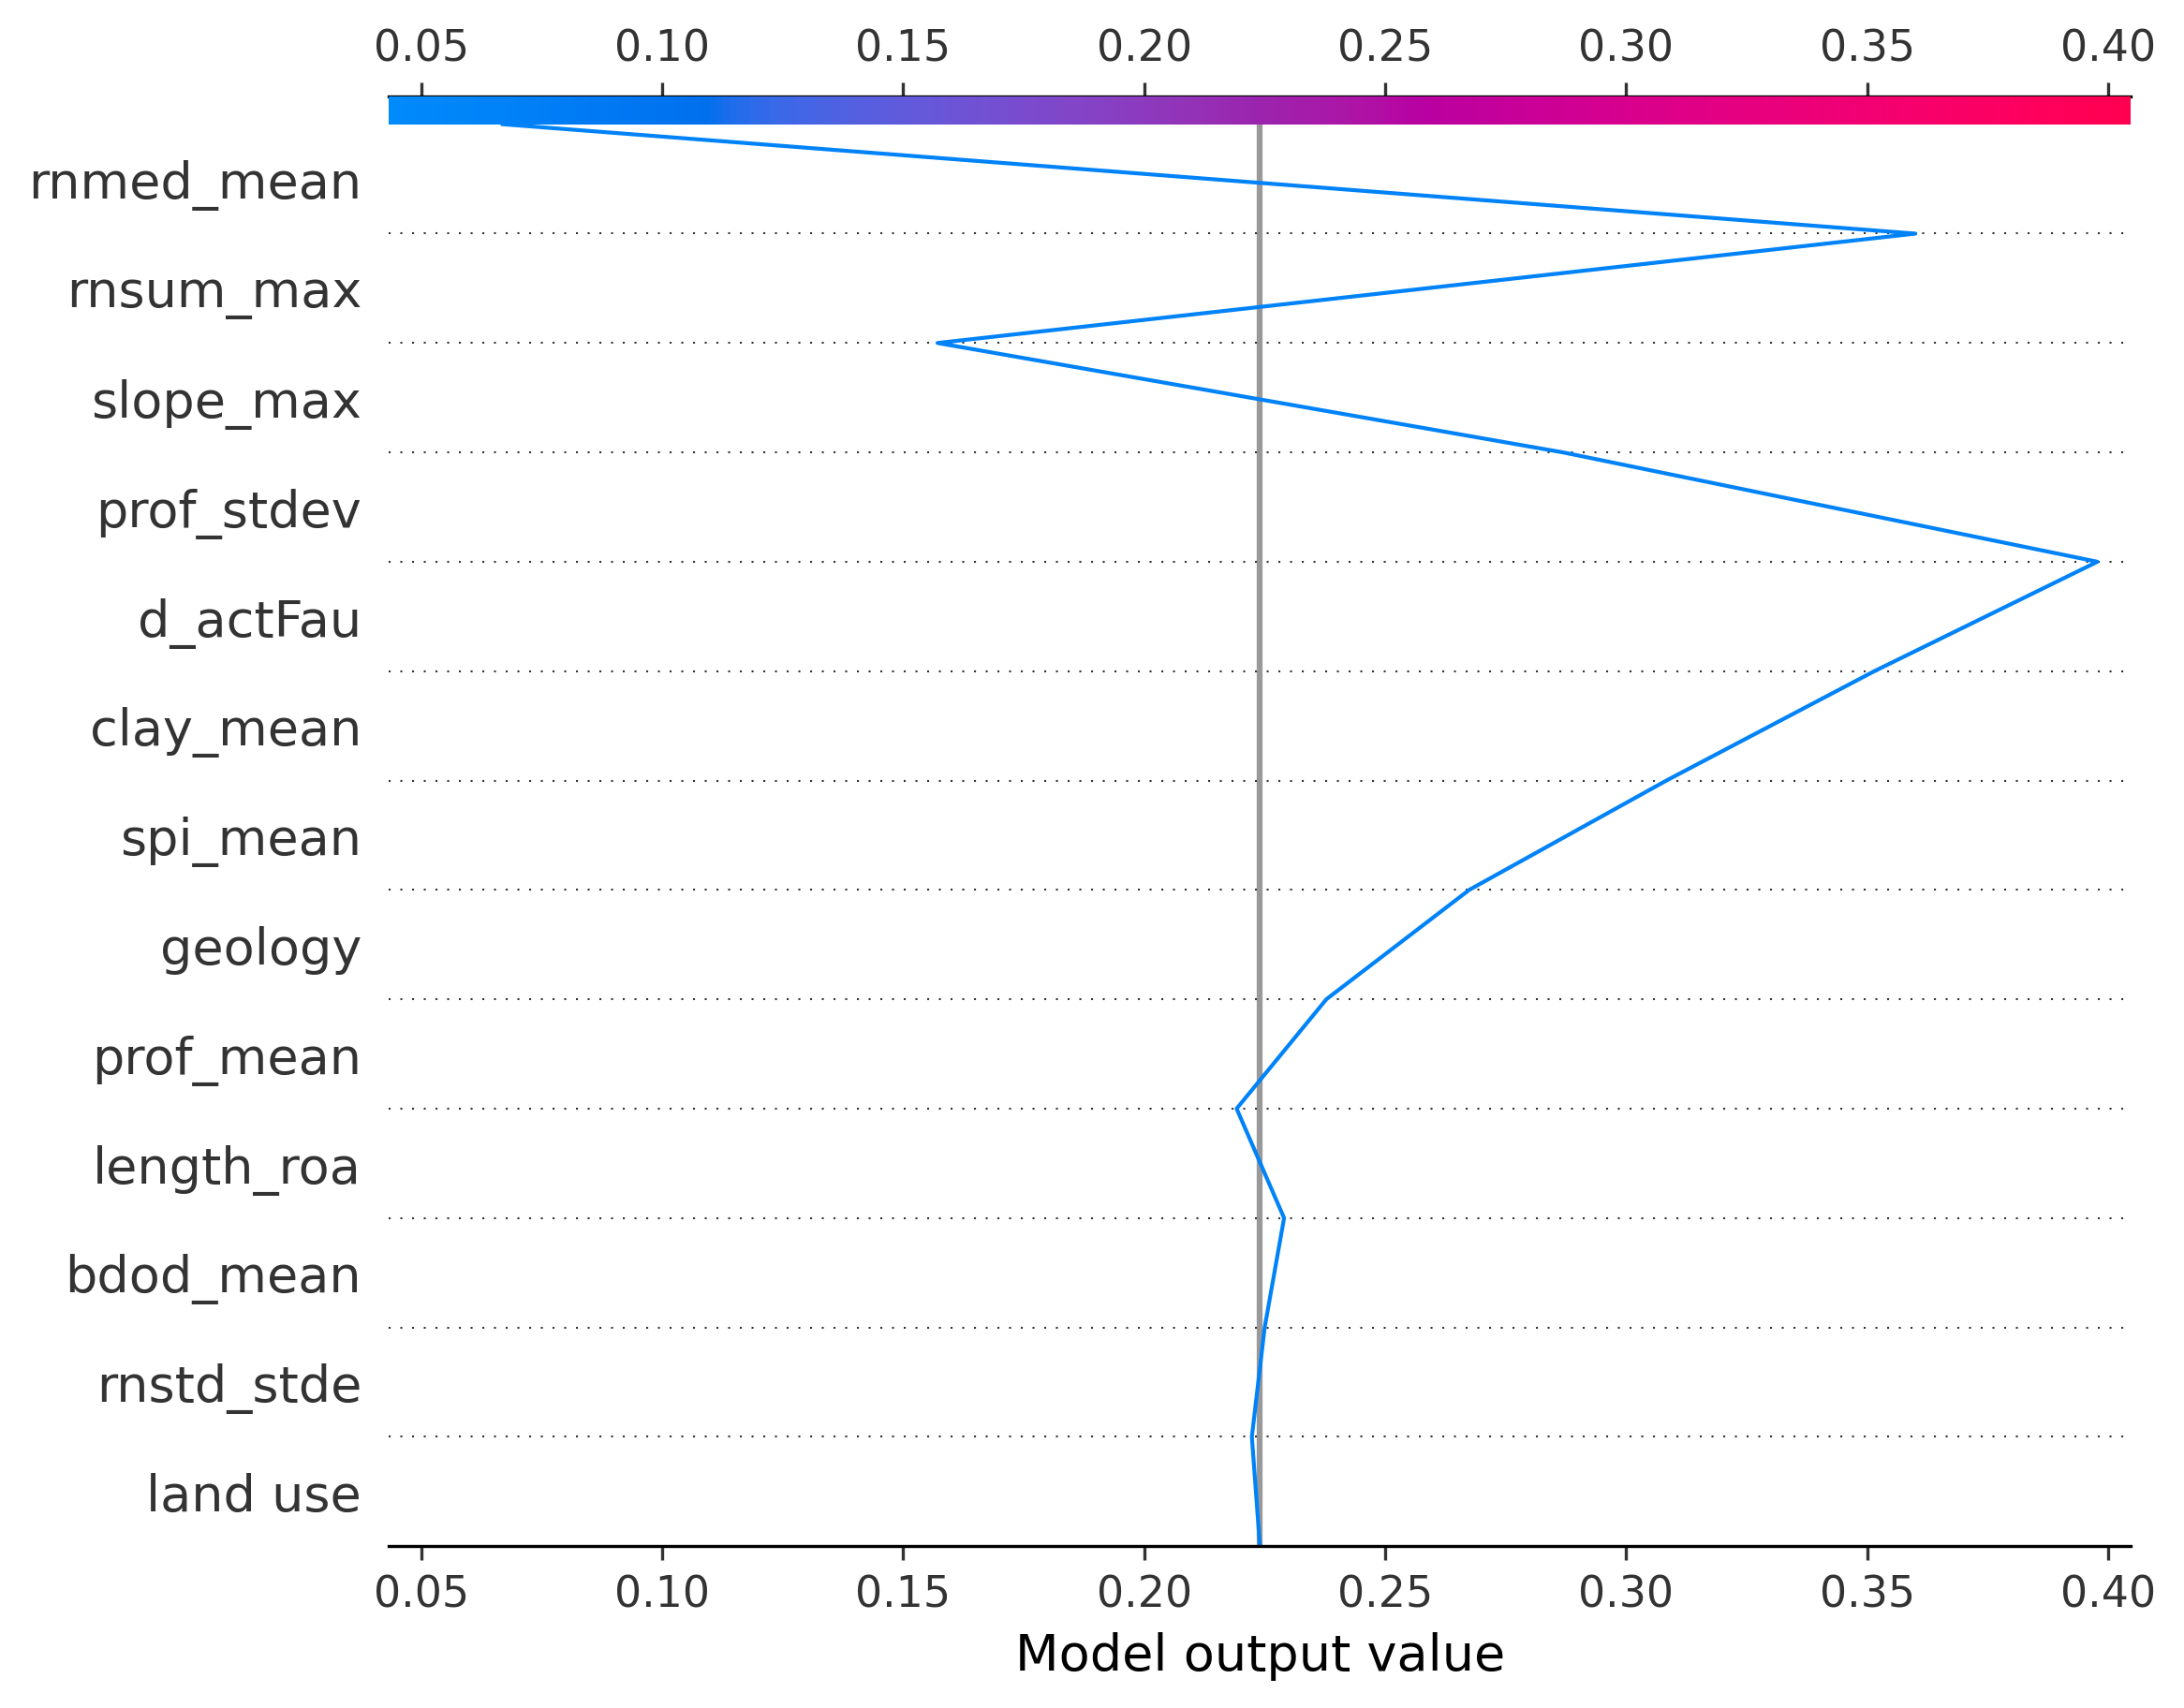 0.05 0.10 0.15 0.20 0.25 0.30 0.35 0.40
rnmed_mean
rnsum_max
slope_max
prof_stdev
d_actFau
clay_mean
spi_mean
geology
prof_mean
length_roa
bdod_mean
rnstd_stde
land use
0.05 0.10 0.15 0.20 0.25 0.30 0.35 0.40
Model output value